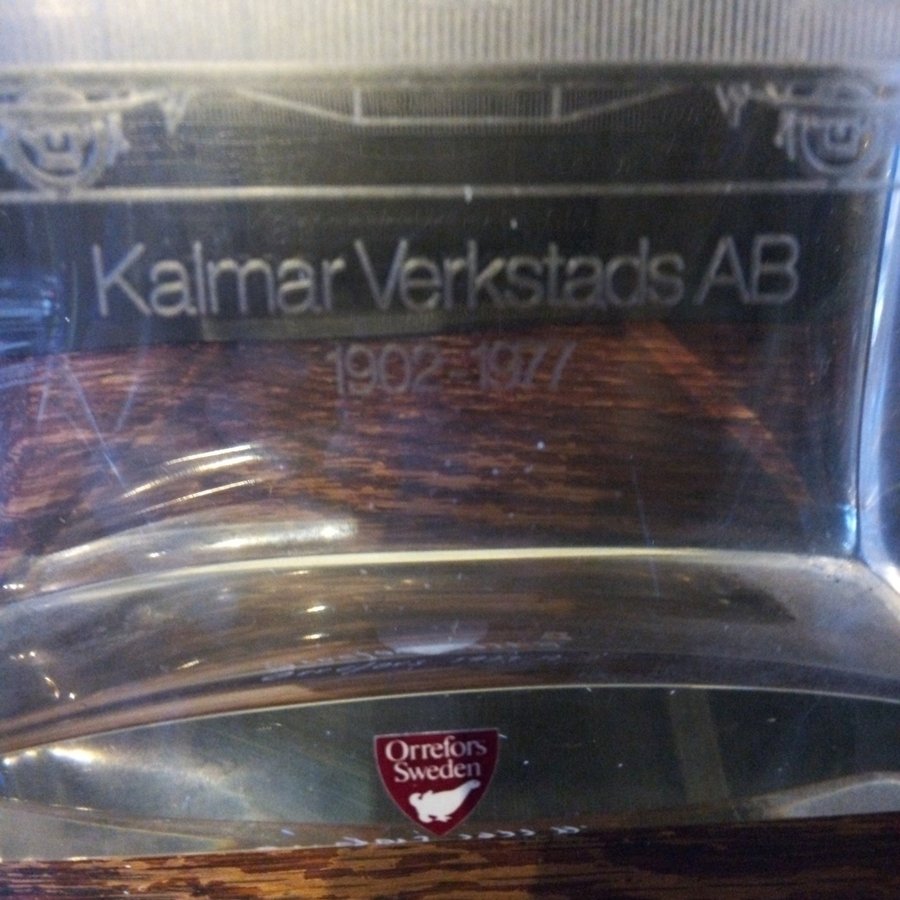 Kalmar Verkstads AB
1902-1977
Orrefors
Sweden